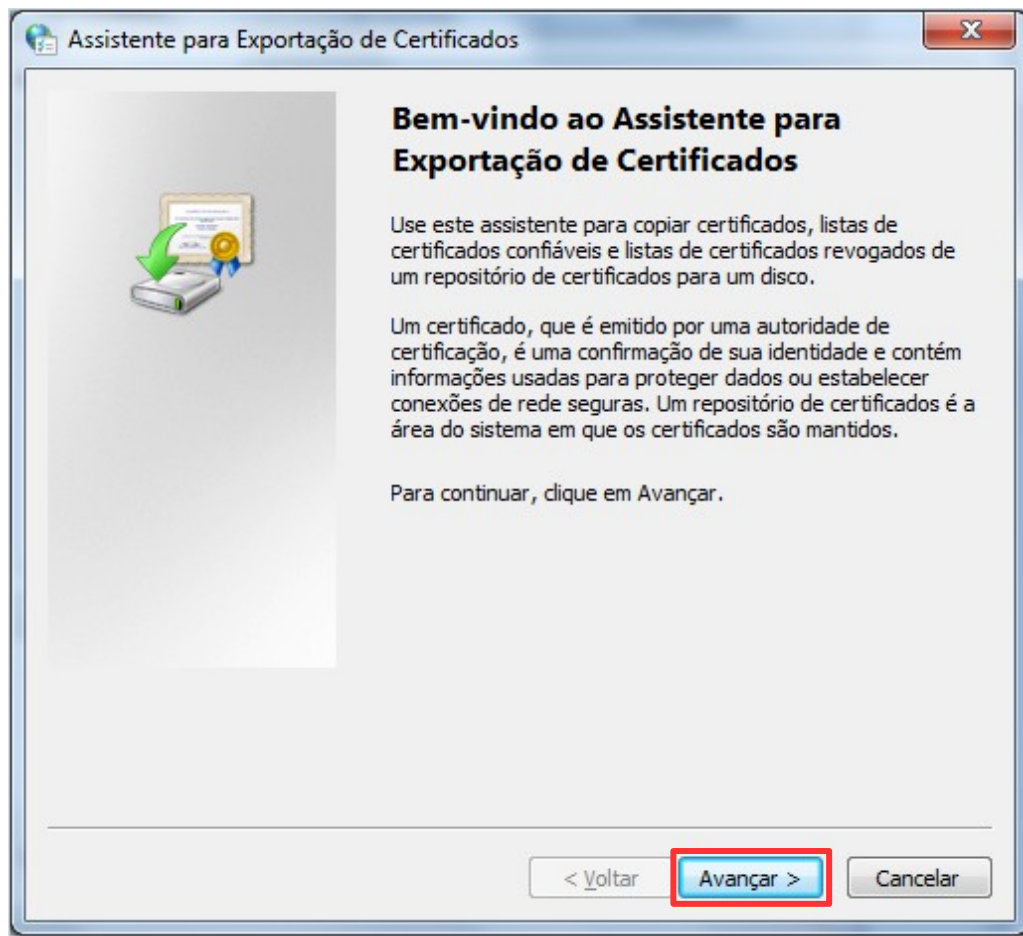 Assistente para Exportação de Certificados
Bem-vindo ao Assistente para
Exportação de Certificados
Use este assistente para copiar certificados, listas de
certificados confiáveis e listas de certificados revogados de
um repositório de certificados para um disco.
Um certificado, que é emitido por uma autoridade de
certificação, é uma confirmação de sua identidade e contém
informações usadas para proteger dados ou estabelecer
conexões de rede seguras. Um repositório de certificados é a
área do sistema em que os certificados são mantidos.
Para continuar, clique em Avançar.
< Voltar
Avançar >
Cancelar